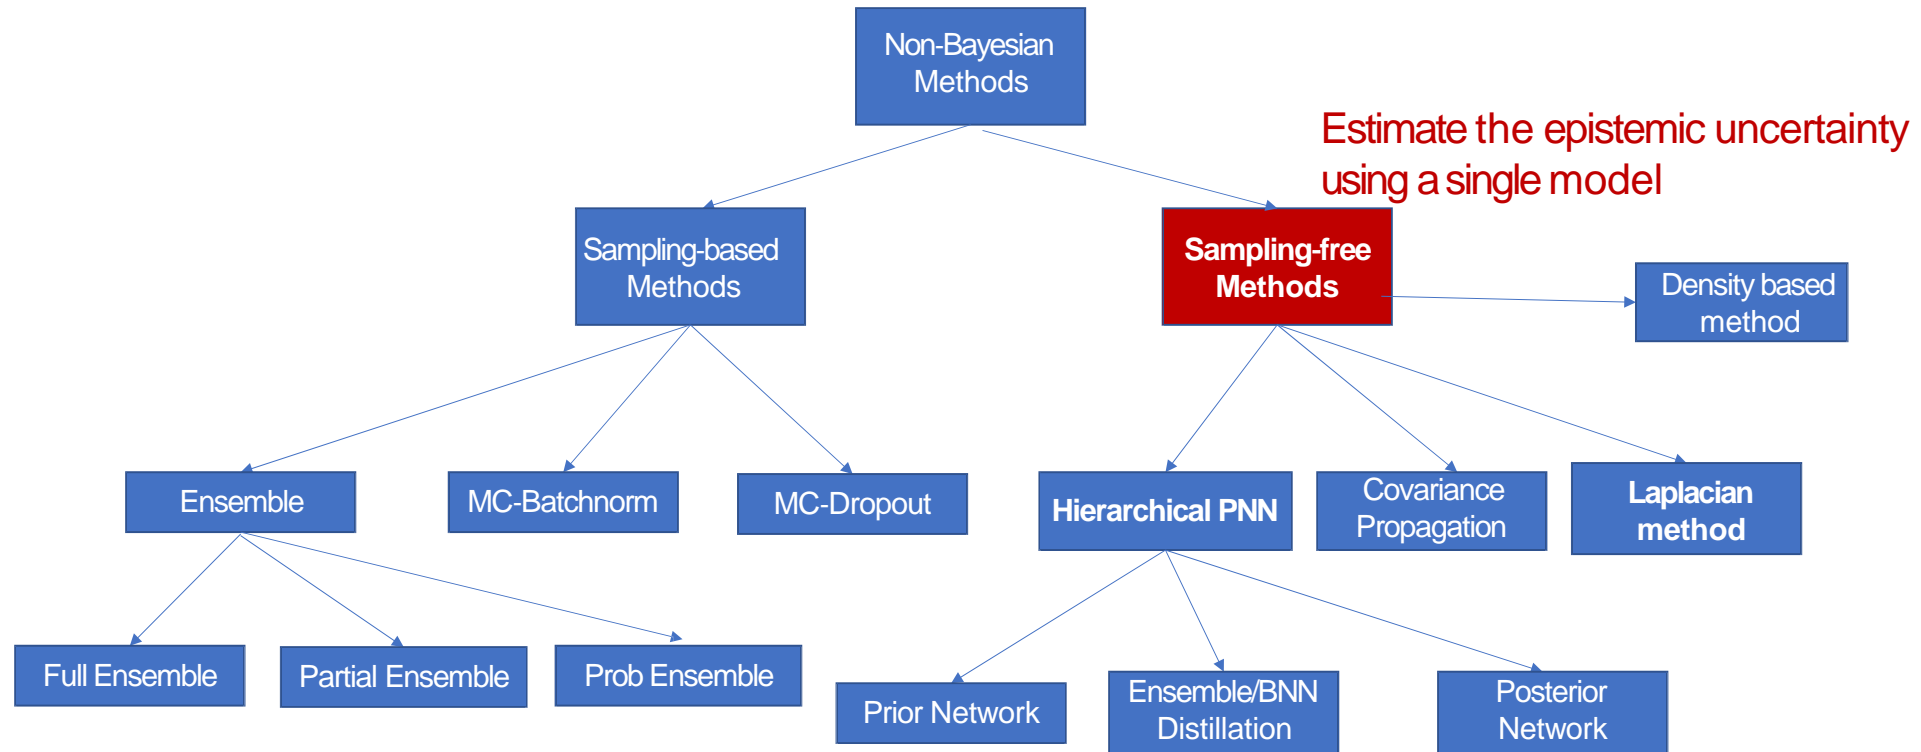 Non-Bayesian
Methods
Estimate the epistemic uncertainty
using a single model
Sampling-based
Methods
Sampling-free
Methods
Density based
method
Ensemble
MC-Batchnorm
MC-Dropout
Hierarchical PNN
Covariance
Propagation
Laplacian
method
Full Ensemble
Partial Ensemble
Prob Ensemble
Prior Network
Ensemble/BNN
Distillation
Posterior
Network